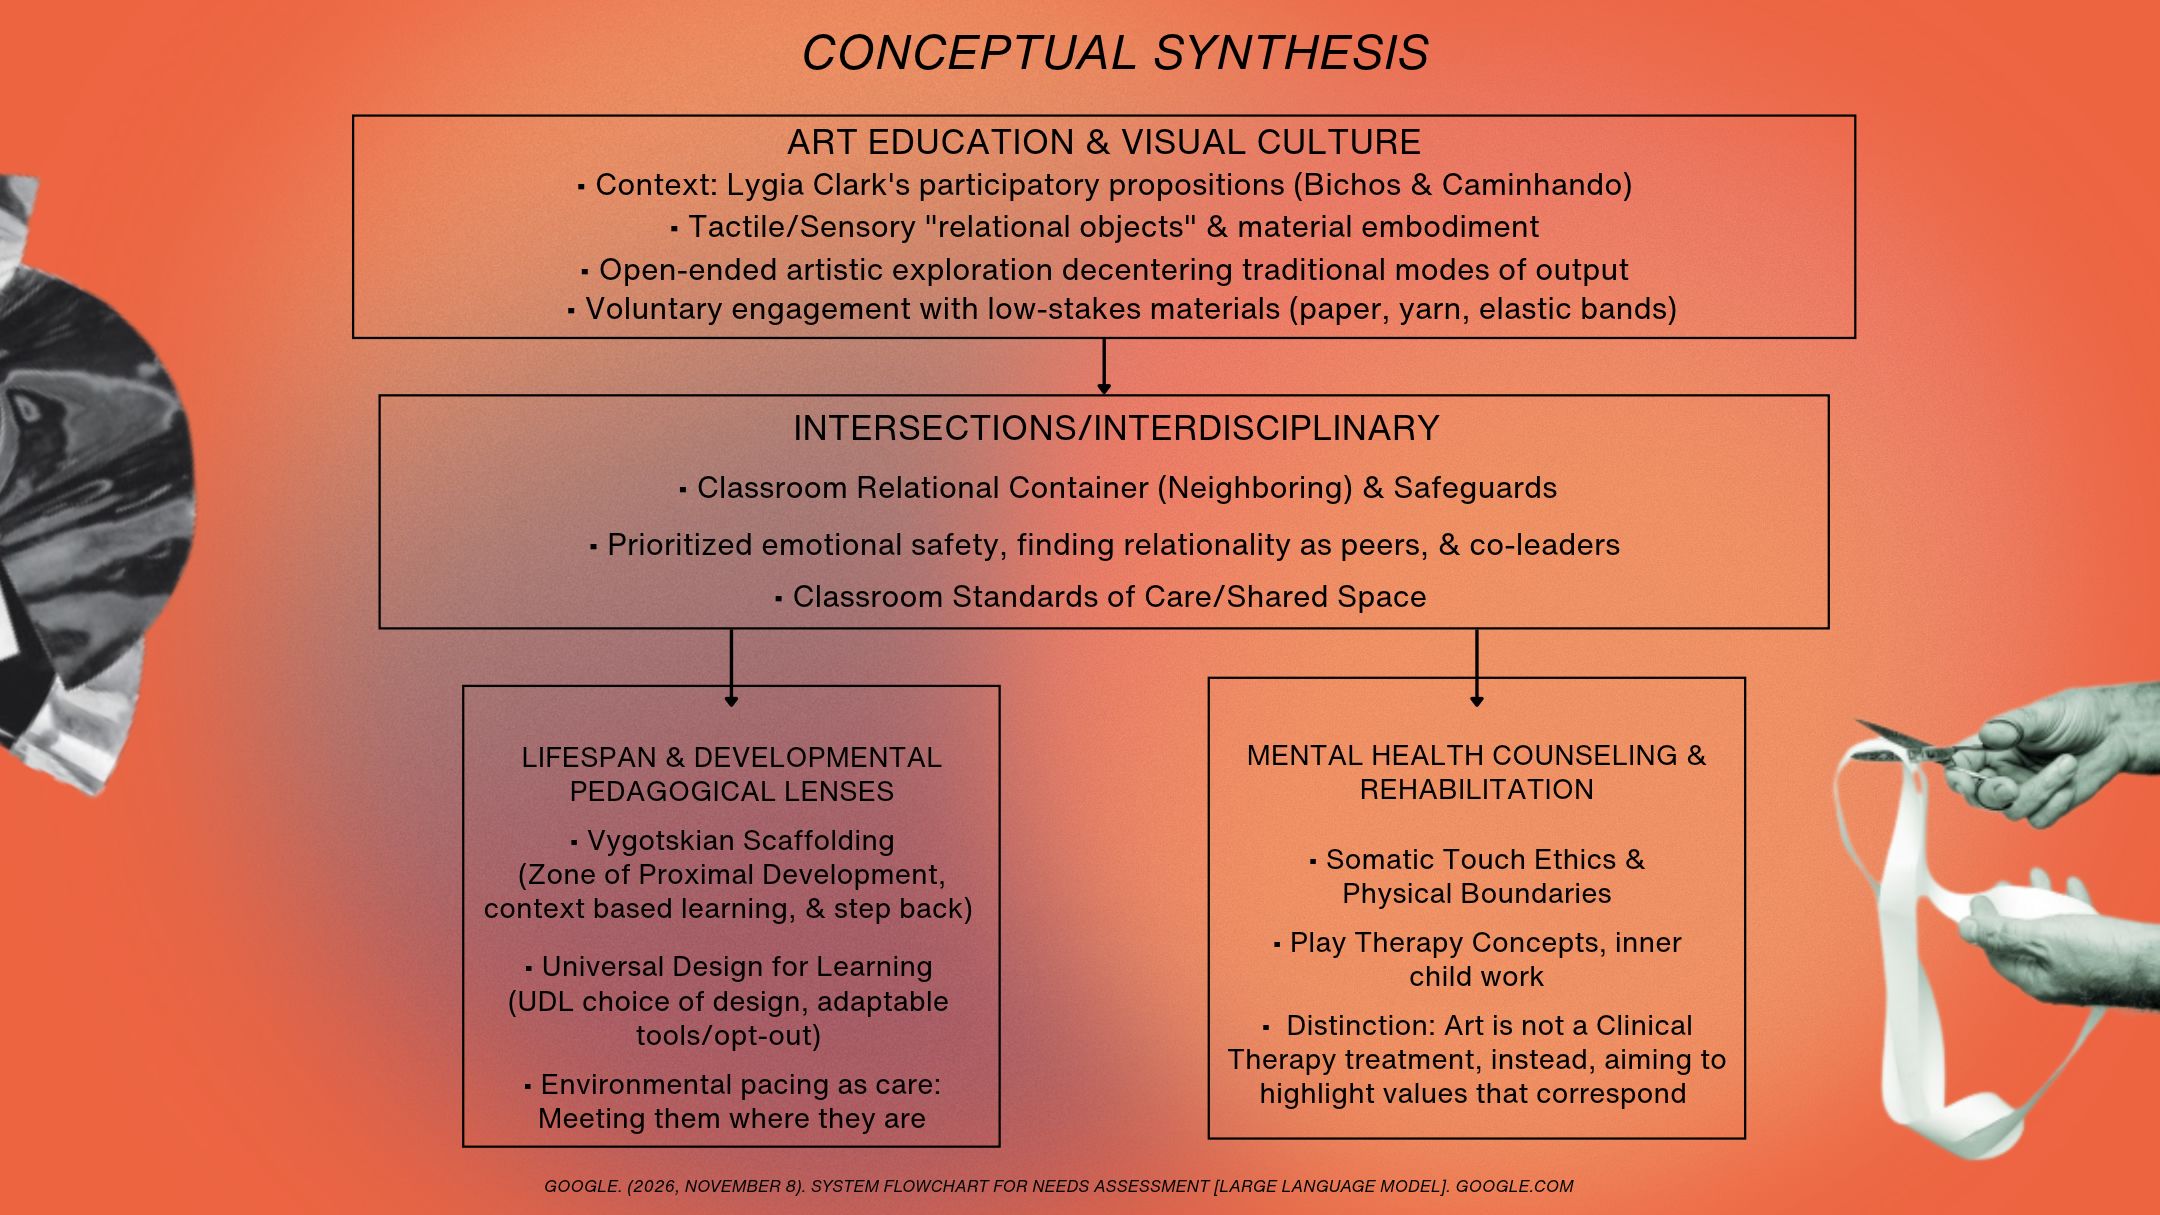 CONCEPTUAL SYNTHESIS
ART EDUCATION & VISUAL CULTURE
▪ Context: Lygia Clark's participatory propositions (Bichos & Caminhando)
▪ Tactile/Sensory "relational objects" & material embodiment
▪ Open-ended artistic exploration decentering traditional modes of output
▪ Voluntary engagement with low-stakes materials (paper, yarn, elastic bands)
INTERSECTIONS/INTERDISCIPLINARY
▪ Classroom Relational Container (Neighboring) & Safeguards
▪ Prioritized emotional safety, finding relationality as peers, & co-leaders
▪ Classroom Standards of Care/Shared Space
LIFESPAN & DEVELOPMENTAL
PEDAGOGICAL LENSES
▪ Vygotskian Scaffolding
(Zone of Proximal Development,
context based learning, & step back)
▪ Universal Design for Learning
(UDL choice of design, adaptable
tools/opt-out)
▪ Environmental pacing as care:
Meeting them where they are
MENTAL HEALTH COUNSELING &
REHABILITATION
▪ Somatic Touch Ethics &
Physical Boundaries
▪ Play Therapy Concepts, inner
child work
▪ Distinction: Art is not a Clinical
Therapy treatment, instead, aiming to
highlight values that correspond
GOOGLE. (2026, NOVEMBER 8). SYSTEM FLOWCHART FOR NEEDS ASSESSMENT [LARGE LANGUAGE MODEL]. GOOGLE.COM